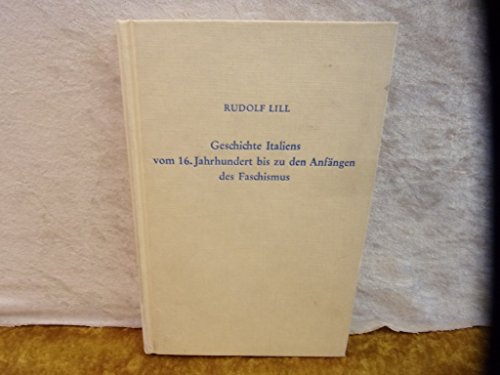 RUDOLF LILL
Geschichte Italiens
vom 16. Jahrhundert bis zu den Anfängen
des Faschismus